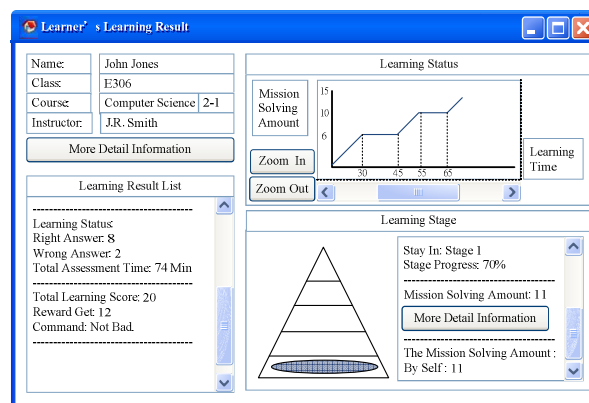 Learner's Learning Result
Name: John Jones
Class: E306
Course: Computer Science 2-1
Instructor: J.R. Smith
More Detail Information
Learning Result List
Learning Status:
Right Answer: 8
Wrong Answer: 2
Total Assessment Time: 74 Min
Total Learning Score: 20
Reward Get: 12
Command: Not Bad.
Learning Status
Mission
Solving
Amount
15
10
6
30 45 55 65
Learning
Time
Zoom In
Zoom Out
Learning Stage
Stay In: Stage 1
Stage Progress: 70%
Mission Solving Amount: 11
More Detail Information
The Mission Solving Amount :
By Self : 11